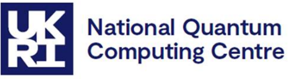 UK
RI
National Quantum
Computing Centre